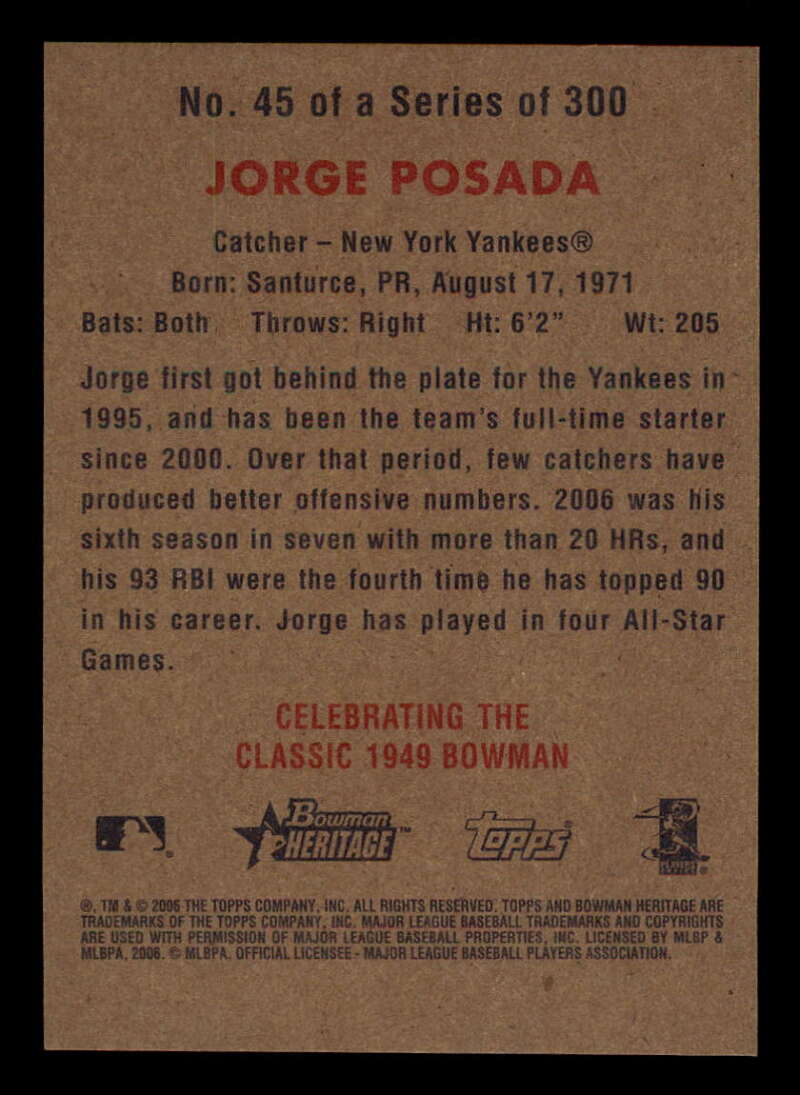 No. 45 of a Series of 300
JORGE POSADA
Catcher – New York Yankees®
Born: Santurce, PR, August 17, 1971
Bats: Both Throws: Right Ht: 6'2" Wt: 205
Jorge first got behind the plate for the Yankees in
1995, and has been the team's full-time starter
since 2000. Over that period, few catchers have
produced better offensive numbers. 2006 was his
sixth season in seven with more than 20 HRs, and
his 93 RBI were the fourth time he has topped 90
in his career. Jorge has played in four All-Star
Games.
CELEBRATING THE
CLASSIC 1949 BOWMAN
Bowman
HERITAGE™
TOPPS®
®, TM & © 2006 THE TOPPS COMPANY, INC. ALL RIGHTS RESERVED. TOPPS AND BOWMAN HERITAGE ARE
TRADEMARKS OF THE TOPPS COMPANY, INC. MAJOR LEAGUE BASEBALL TRADEMARKS AND COPYRIGHTS
ARE USED WITH PERMISSION OF MAJOR LEAGUE BASEBALL PROPERTIES, INC. LICENSED BY MLBP &
MLBPA, 2006. © MLBPA. OFFICIAL LICENSEE - MAJOR LEAGUE BASEBALL PLAYERS ASSOCIATION.